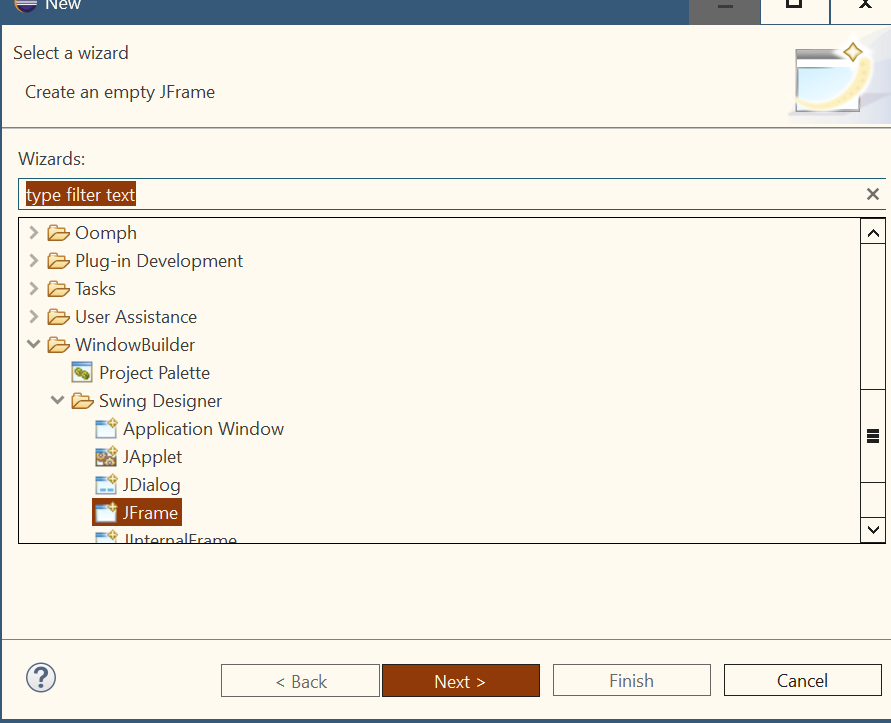 New
Select a wizard
Create an empty JFrame
Wizards:
type filter text
Oomph
Plug-in Development
Tasks
User Assistance
WindowBuilder
Project Palette
Swing Designer
Application Window
JApplet
JDialog
JFrame
JInternalFrame
< Back
Next >
Finish
Cancel